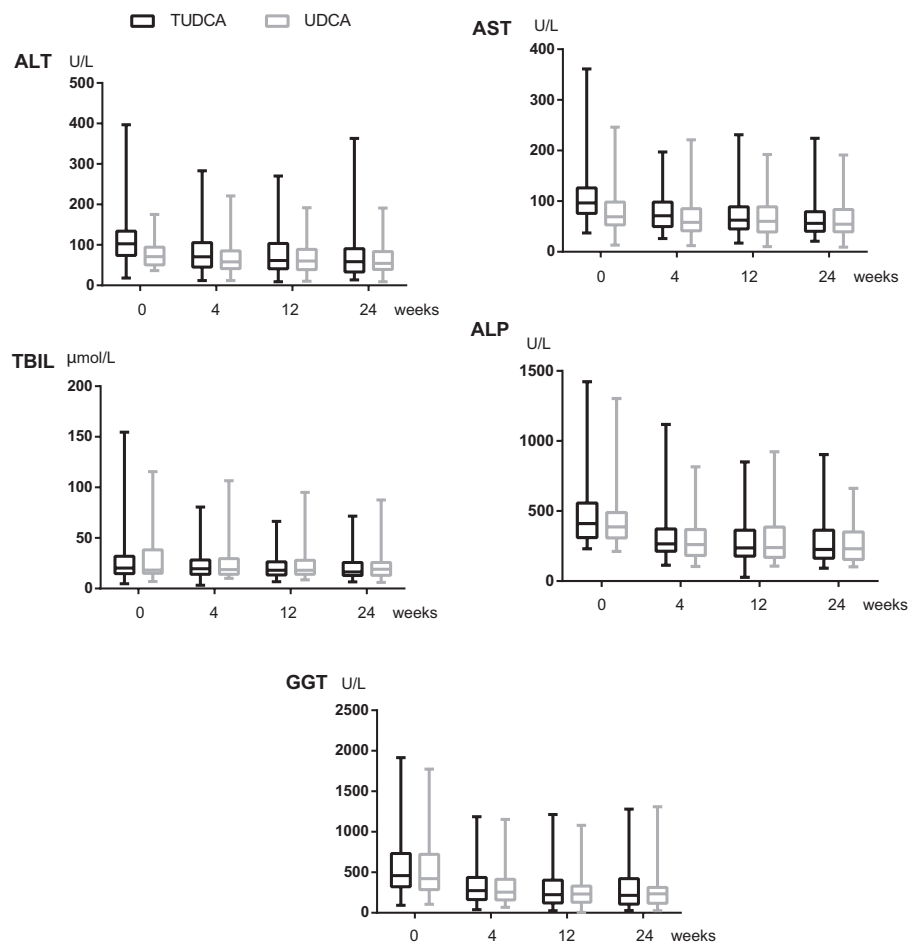 TUDCA UDCA
ALT U/L
500
400
300
200
100
0
0 4 12 24 weeks
AST U/L
400
300
200
100
0
0 4 12 24 weeks
TBIL µmol/L
200
150
100
50
0
0 4 12 24 weeks
ALP U/L
1500
1000
500
0
0 4 12 24 weeks
GGT U/L
2500
2000
1500
1000
500
0
0 4 12 24 weeks